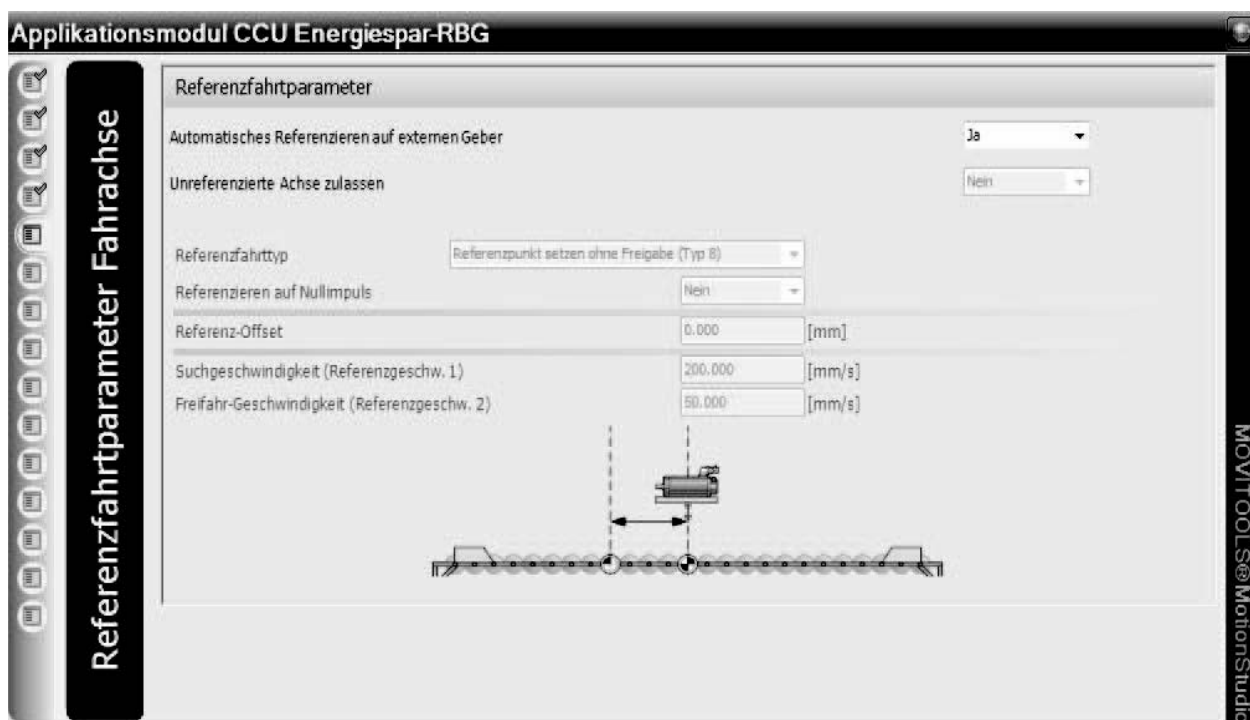 Applikationsmodul CCU Energiespar-RBG
Referenzfahrtparameter Fahrachse
Referenzfahrtparameter
Automatisches Referenzieren auf externen Geber Ja
Unreferenzierte Achse zulassen Nein
Referenzfahrttyp Referenzpunkt setzen ohne Freigabe (Typ 8)
Referenzieren auf Nullimpuls Nein
Referenz-Offset 0.000 [mm]
Suchgeschwindigkeit (Referenzgeschw. 1) 200.000 [mm/s]
Freifahr-Geschwindigkeit (Referenzgeschw. 2) 50.000 [mm/s]
MOVITOOLS®MotionStudio